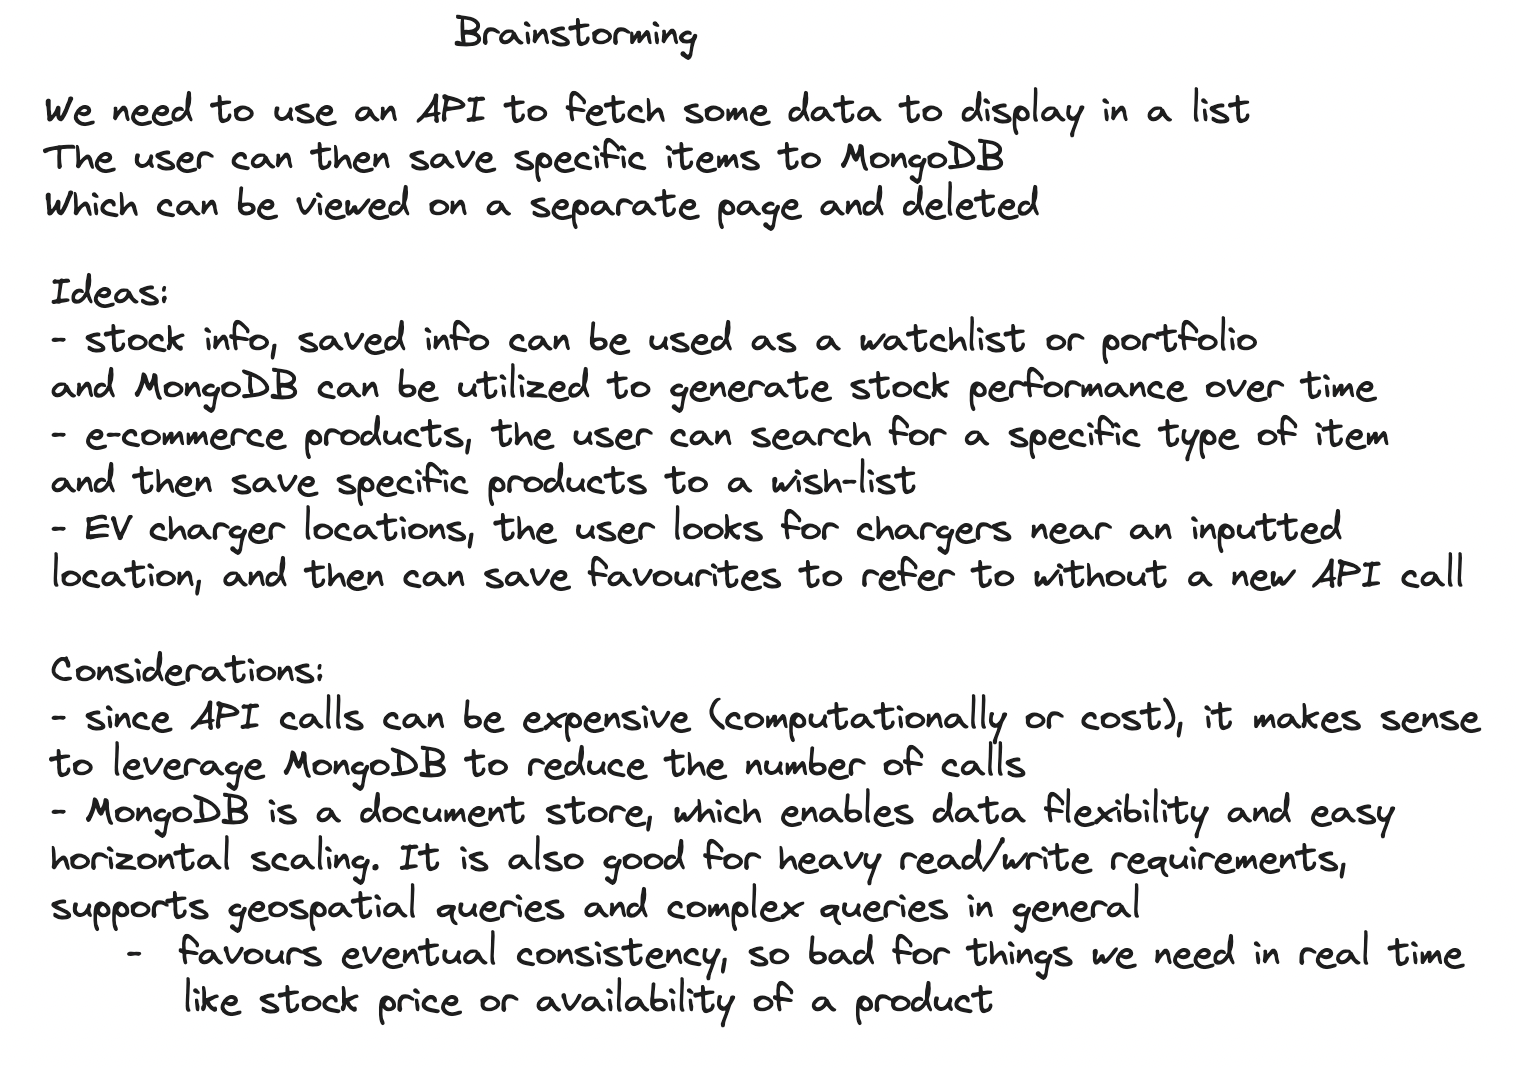 Brainstorming
We need to use an API to fetch some data to display in a list
The user can then save specific items to MongoDB
Which can be viewed on a separate page and deleted
Ideas:
- stock info, saved info can be used as a watchlist or portfolio
and MongoDB can be utilized to generate stock performance over time
- e-commerce products, the user can search for a specific type of item
and then save specific products to a wish-list
- EV charger locations, the user looks for chargers near an inputted
location, and then can save favourites to refer to without a new API call
Considerations:
- since API calls can be expensive (computationally or cost), it makes sense
to leverage MongoDB to reduce the number of calls
- MongoDB is a document store, which enables data flexibility and easy
horizontal scaling. It is also good for heavy read/write requirements,
supports geospatial queries and complex queries in general
- favours eventual consistency, so bad for things we need in real time
like stock price or availability of a product